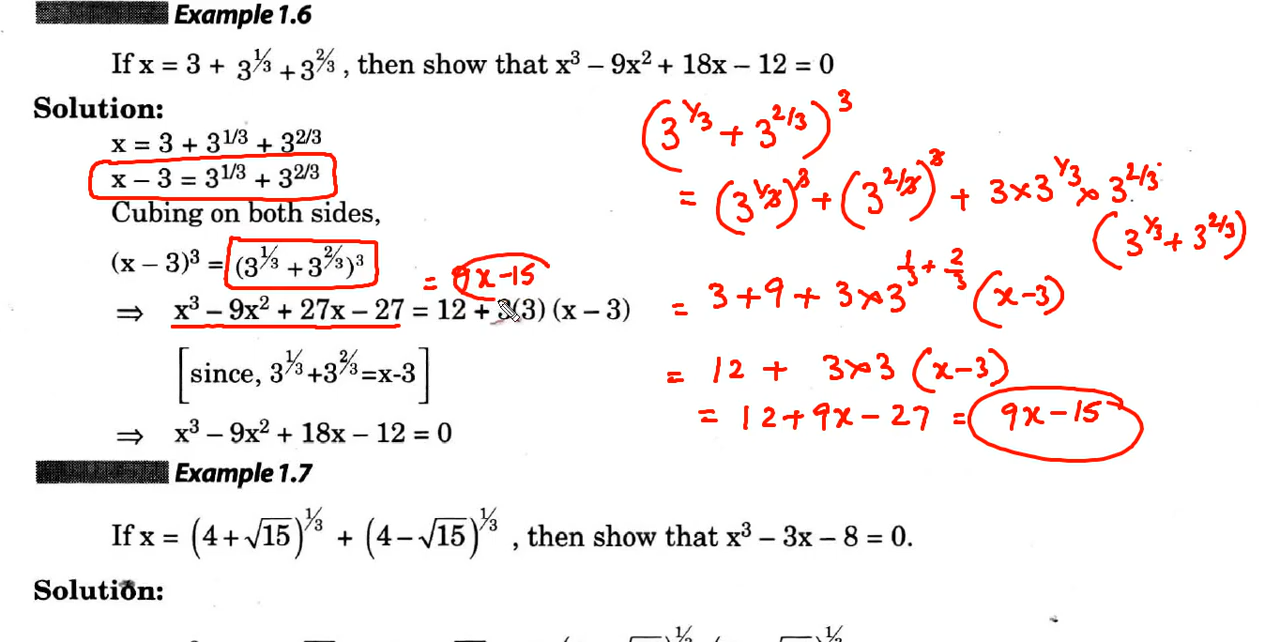 Example 1.6
If x = 3 + 3^(1/3) + 3^(2/3), then show that x³ – 9x² + 18x – 12 = 0
Solution:
x = 3 + 3^(1/3) + 3^(2/3)
x – 3 = 3^(1/3) + 3^(2/3)
Cubing on both sides,
(x – 3)³ = (3^(1/3) + 3^(2/3))³
= 9x – 15
⇒ x³ – 9x² + 27x – 27 = 12 + 3(3) (x – 3)
[since, 3^(1/3)+3^(2/3)=x-3]
⇒ x³ – 9x² + 18x – 12 = 0
(3^(1/3) + 3^(2/3))^3
= (3^(1/3))^3 + (3^(2/3))^3 + 3×3^(1/3) × 3^(2/3)
(3^(1/3) + 3^(2/3))
= 3 + 9 + 3×3^(1/3 + 2/3) (x–3)
= 12 + 3×3 (x–3)
= 12 + 9x – 27 = 9x – 15
Example 1.7
If x = (4+√15)^(1/3) + (4–√15)^(1/3), then show that x³ – 3x – 8 = 0.
Solution: